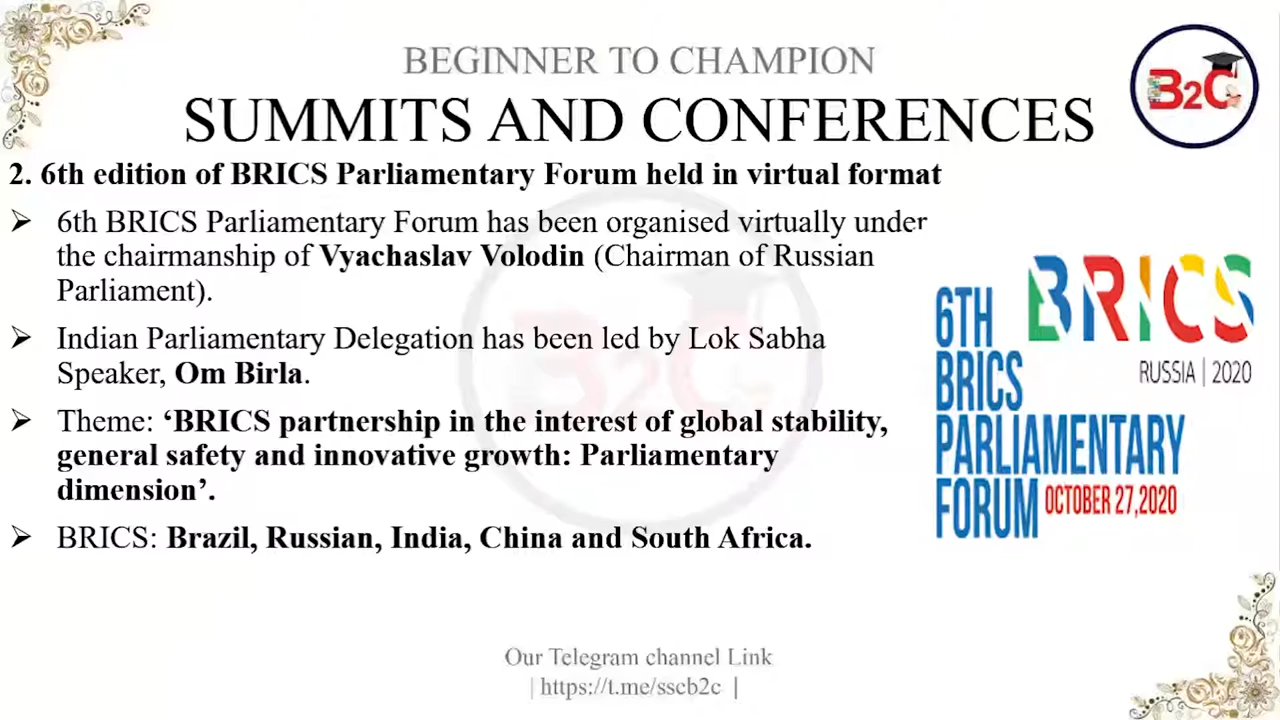 BEGINNER TO CHAMPION
B2C
SUMMITS AND CONFERENCES
2. 6th edition of BRICS Parliamentary Forum held in virtual format
➢ 6th BRICS Parliamentary Forum has been organised virtually under
the chairmanship of Vyachaslav Volodin (Chairman of Russian
Parliament).
➢ Indian Parliamentary Delegation has been led by Lok Sabha
Speaker, Om Birla.
➢ Theme: ‘BRICS partnership in the interest of global stability,
general safety and innovative growth: Parliamentary
dimension’.
➢ BRICS: Brazil, Russian, India, China and South Africa.
B2C
BRICS
RUSSIA | 2020
6TH
BRICS
PARLIAMENTARY
FORUM OCTOBER 27,2020
Our Telegram channel Link
| https://t.me/sscb2c |